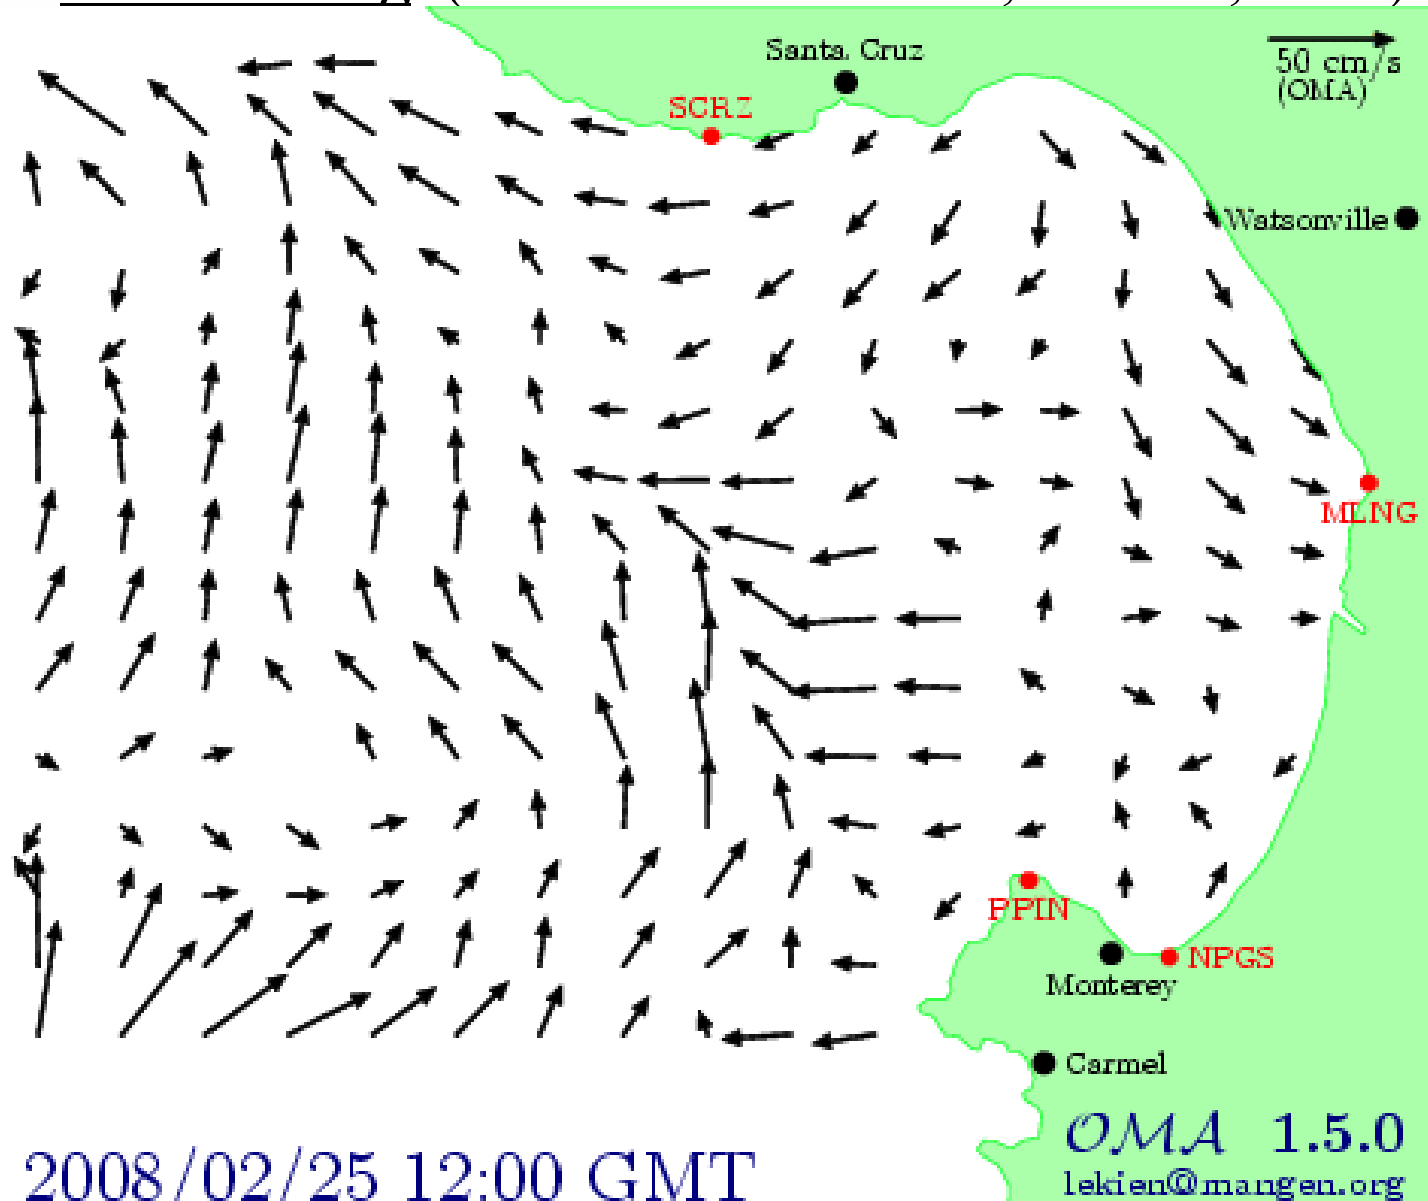 Santa Cruz
50 cm/s
(OMA)
SCRZ
Watsonville
MLNG
PPIN
NPGS
Monterey
Carmel
OMA 1.5.0
2008/02/25 12:00 GMT
lekien@mangen.org